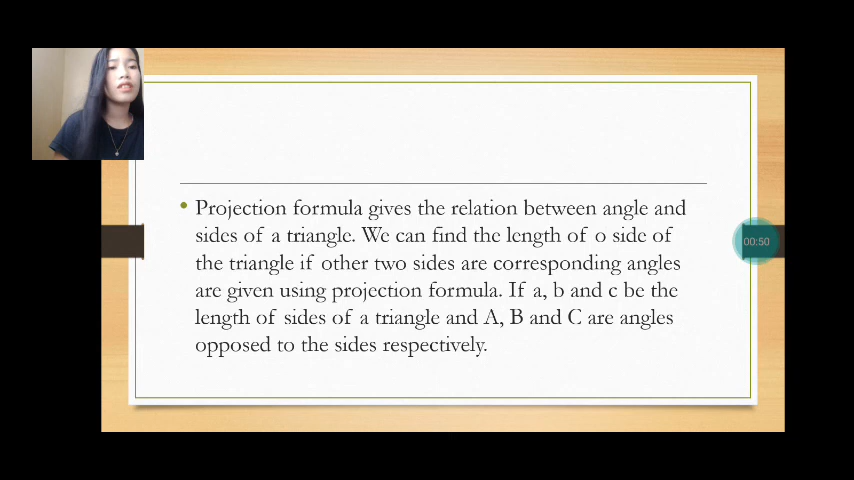 Projection formula gives the relation between angle and
sides of a triangle. We can find the length of o side of
the triangle if other two sides are corresponding angles
are given using projection formula. If a, b and c be the
length of sides of a triangle and A, B and C are angles
opposed to the sides respectively.
00:50